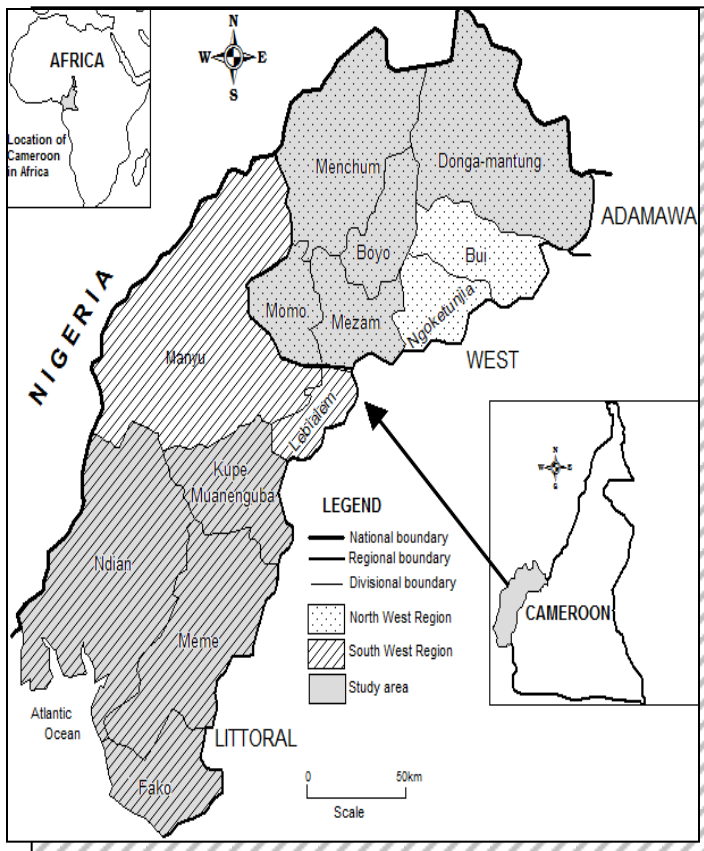 AFRICA
Location of
Cameroon
in Africa
N
W E
S
Menchum
Donga-mantung
ADAMAWA
Boyo
Bui
Momo
Mezam
Ngoketunjia
NIGERIA
Manyu
WEST
Lebialem
Kupe
Muanenguba
LEGEND
National boundary
Regional boundary
Divisional boundary
North West Region
South West Region
Study area
N
W E
S
CAMEROON
Ndian
Meme
Atlantic
Ocean
LITTORAL
Fako
0 50km
Scale